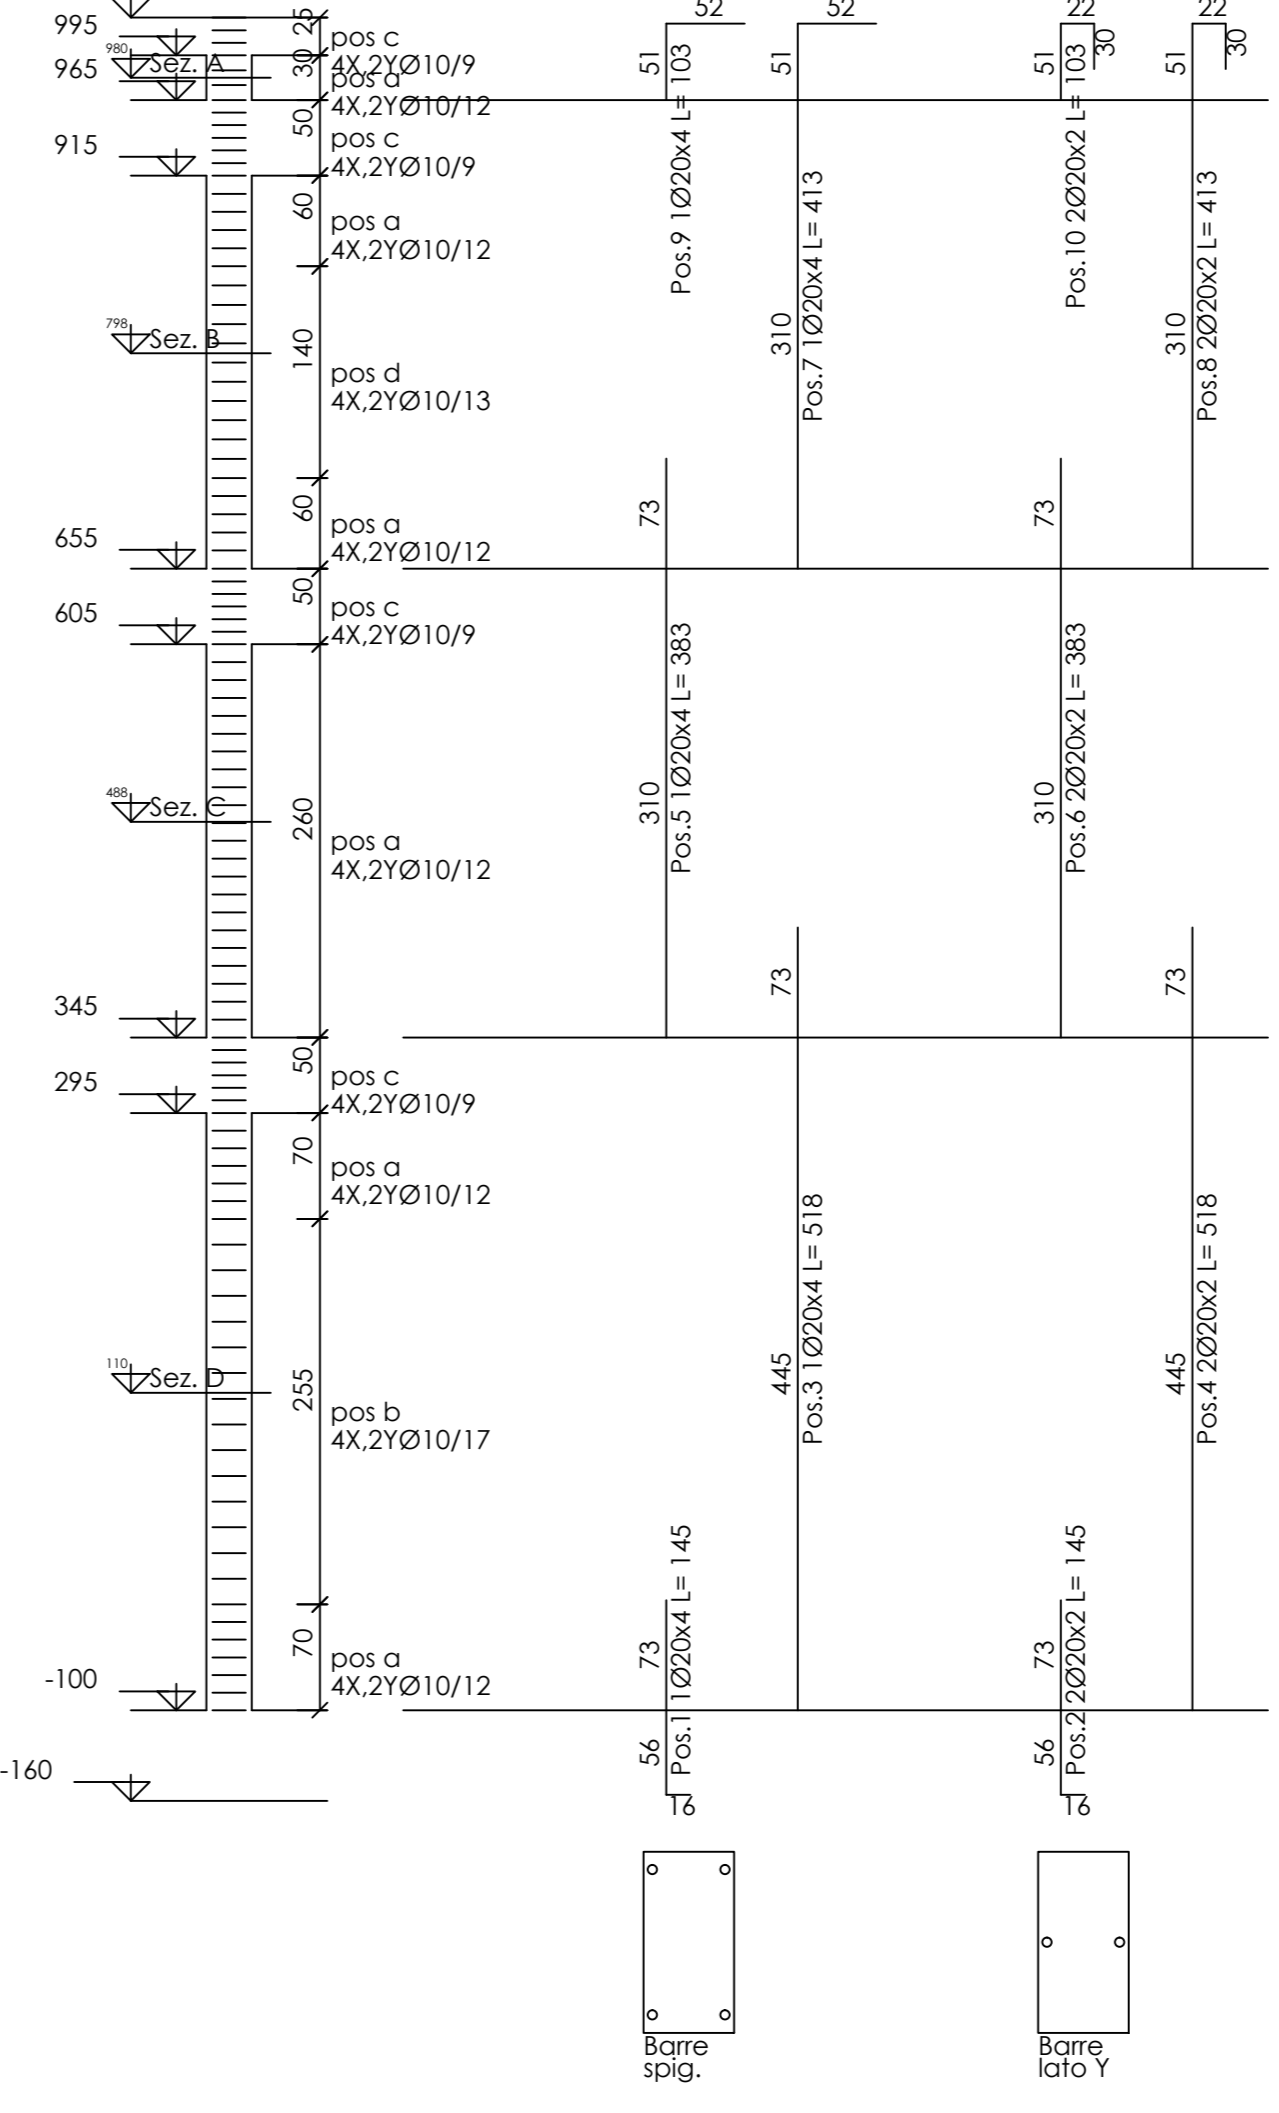 995
980
965
Sez. A
25
30
pos c
4X,2YØ10/9
pos a
4X,2YØ10/12
50
pos c
4X,2YØ10/9
915
60
pos a
4X,2YØ10/12
798
Sez. B
140
pos d
4X,2YØ10/13
60
pos a
4X,2YØ10/12
655
50
pos c
4X,2YØ10/9
605
488
Sez. C
260
pos a
4X,2YØ10/12
345
50
pos c
4X,2YØ10/9
295
70
pos a
4X,2YØ10/12
110
Sez. D
255
pos b
4X,2YØ10/17
70
pos a
4X,2YØ10/12
-100
-160
52
51
Pos.9 1Ø20x4 L= 103
52
51
310
Pos.7 1Ø20x4 L= 413
22
30
51
Pos.10 2Ø20x2 L= 103
22
30
51
310
Pos.8 2Ø20x2 L= 413
73
310
Pos.5 1Ø20x4 L= 383
73
310
Pos.6 2Ø20x2 L= 383
73
445
Pos.3 1Ø20x4 L= 518
73
445
Pos.4 2Ø20x2 L= 518
73
56
16
Pos.1 1Ø20x4 L= 145
73
56
16
Pos.2 2Ø20x2 L= 145
Barre
spig.
Barre
lato Y